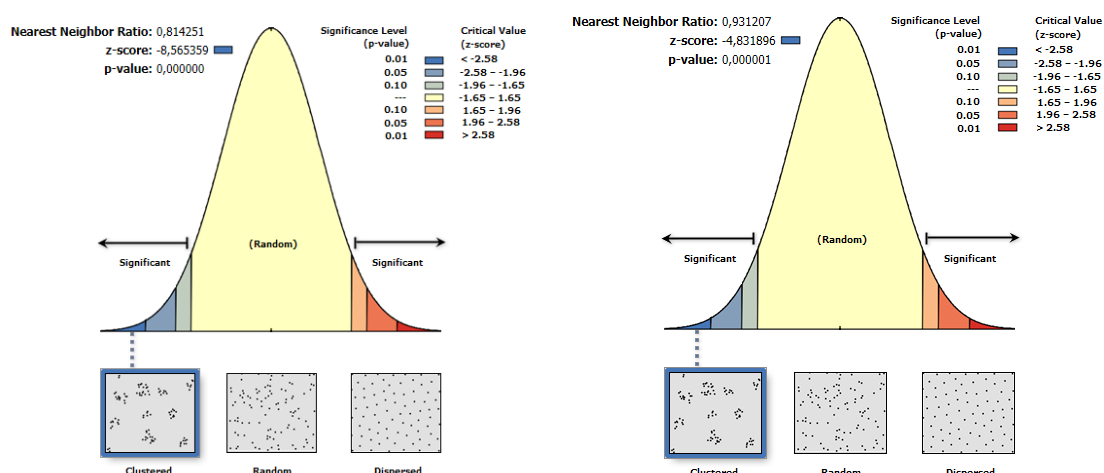 Nearest Neighbor Ratio: 0,814251
z-score: -8,565359
p-value: 0,000000
Significance Level
(p-value)
Critical Value
(z-score)
0.01 < -2.58
0.05 -2.58 – -1.96
0.10 -1.96 – -1.65
--- -1.65 – 1.65
0.10 1.65 – 1.96
0.05 1.96 – 2.58
0.01 > 2.58
(Random)
Significant
Significant
Clustered
Random
Dispersed
Nearest Neighbor Ratio: 0,931207
z-score: -4,831896
p-value: 0,000001
Significance Level
(p-value)
Critical Value
(z-score)
0.01 < -2.58
0.05 -2.58 – -1.96
0.10 -1.96 – -1.65
--- -1.65 – 1.65
0.10 1.65 – 1.96
0.05 1.96 – 2.58
0.01 > 2.58
(Random)
Significant
Significant
Clustered
Random
Dispersed